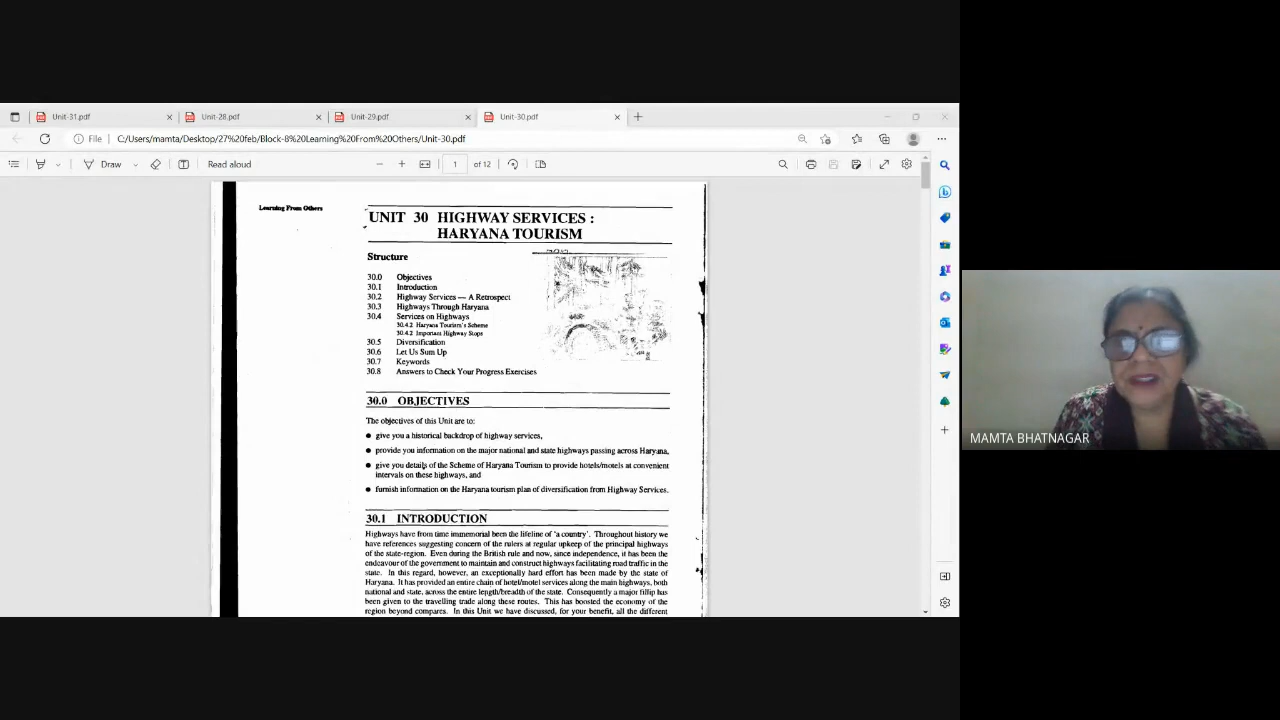 Unit-31.pdf
Unit-28.pdf
Unit-29.pdf
Unit-30.pdf
File
C:/Users/mamta/Desktop/27%20feb/Block-8%20Learning%20From%20Others/Unit-30.pdf
Draw
Read aloud
1 of 12
Learning From Others
UNIT 30 HIGHWAY SERVICES :
HARYANA TOURISM
Structure
30.0 Objectives
30.1 Introduction
30.2 Highway Services — A Retrospect
30.3 Highways Through Haryana
30.4 Services on Highways
30.4.2 Haryana Tourism's Scheme
30.4.2 Important Highway Stops
30.5 Diversification
30.6 Let Us Sum Up
30.7 Keywords
30.8 Answers to Check Your Progress Exercises
30.0 OBJECTIVES
The objectives of this Unit are to:
● give you a historical backdrop of highway services,
● provide you information on the major national and state highways passing across Haryana,
● give you details of the Scheme of Haryana Tourism to provide hotels/motels at convenient
intervals on these highways, and
● furnish information on the Haryana tourism plan of diversification from Highway Services.
30.1 INTRODUCTION
Highways have from time immemorial been the lifeline of 'a country'. Throughout history we
have references suggesting concern of the rulers at regular upkeep of the principal highways
of the state-region. Even during the British rule and now, since independence, it has been the
endeavour of the government to maintain and construct highways facilitating road traffic in the
state. In this regard, however, an exceptionally hard effort has been made by the state of
Haryana. It has provided an entire chain of hotel/motel services along the main highways, both
national and state, across the entire length/breadth of the state. Consequently a major fillip has
been given to the travelling trade along these routes. This has boosted the economy of the
region beyond compares. In this Unit we have discussed, for your benefit, all the different
MAMTA BHATNAGAR